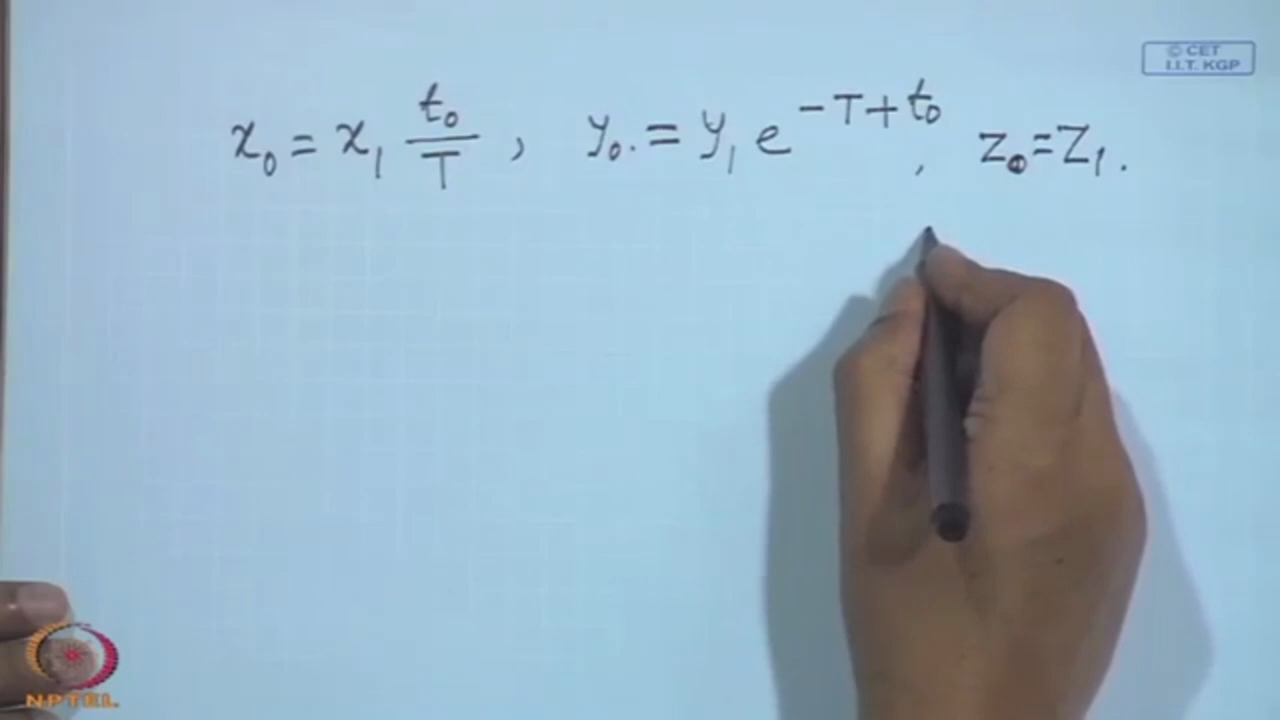 © CET
I.I.T. KGP
x₀ = x₁ t₀/T , y₀ = y₁ e^(-T+t₀) , z₀ = z₁.
NPTEL